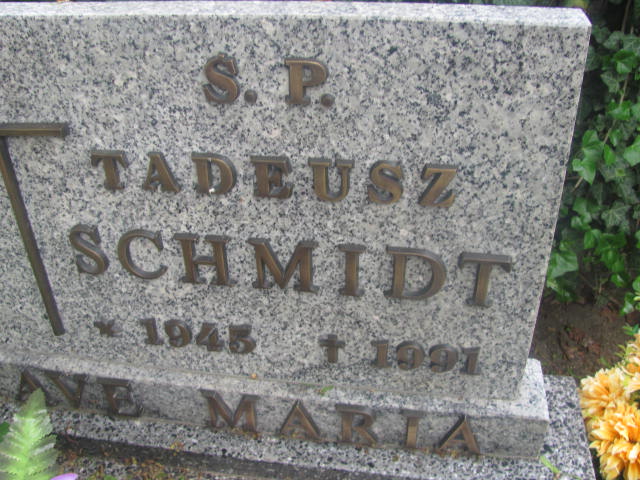 Ś. P.
TADEUSZ
SCHMIDT
* 1945 † 1991
AVE MARIA